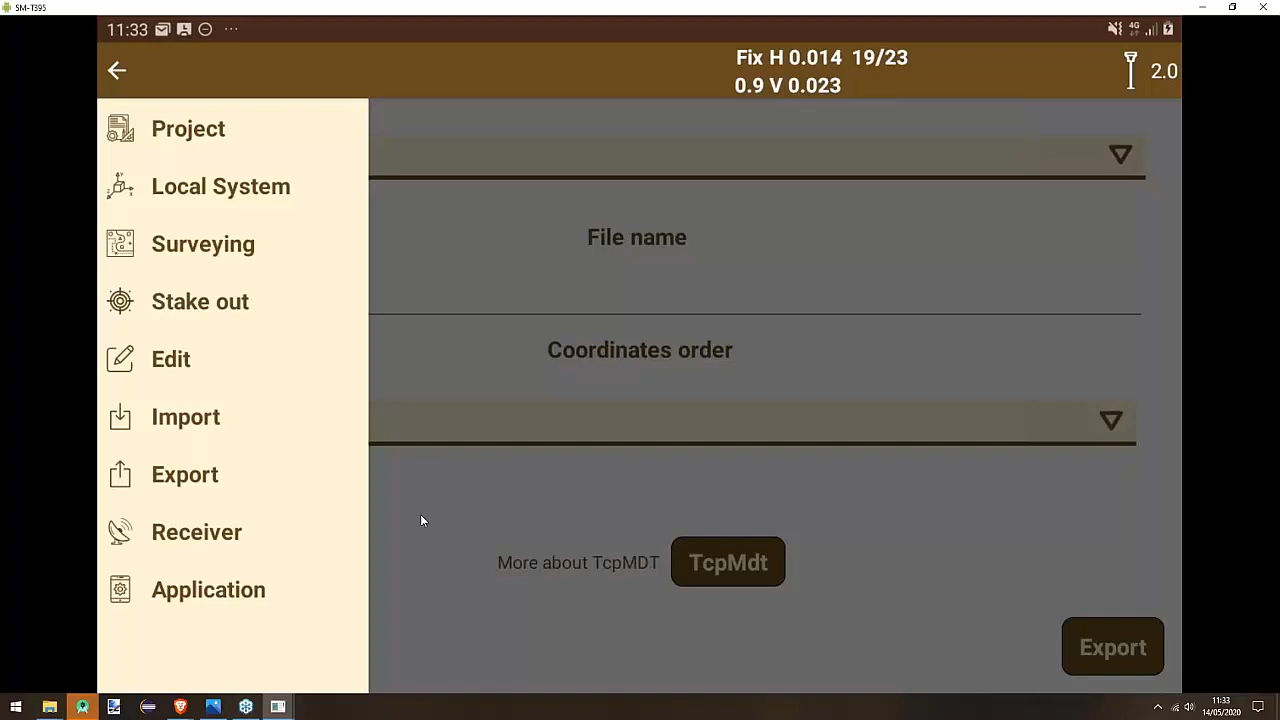 SM-T395
11:33 ...
4G
Fix H 0.014 19/23
0.9 V 0.023
2.0
Project
Local System
Surveying
Stake out
Edit
Import
Export
Receiver
Application
File name
Coordinates order
More about TcpMDT
TcpMdt
Export
11:33
14/05/2020